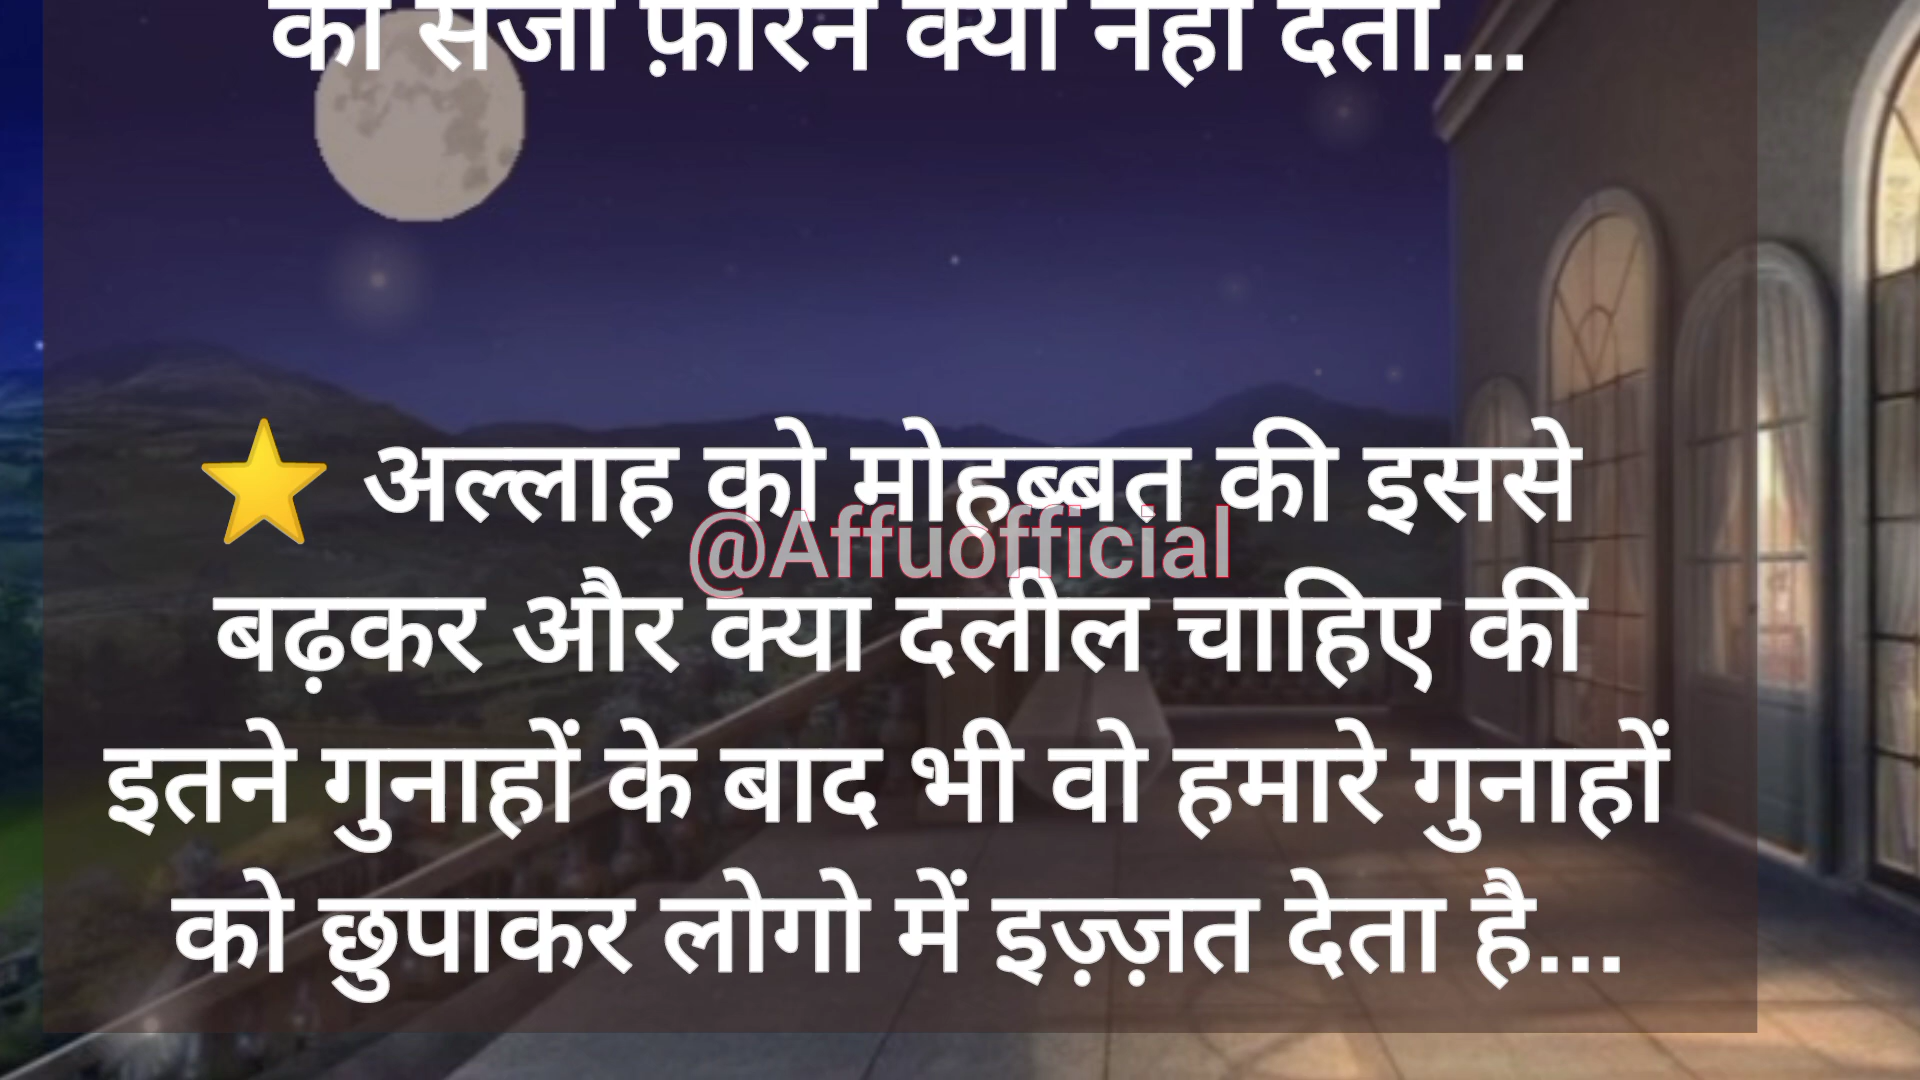 को सजा फ़ौरन क्यों नहीं देता...
⭐ अल्लाह को मोहब्बत की इससे
@Affuofficial
बढ़कर और क्या दलील चाहिए की
इतने गुनाहों के बाद भी वो हमारे गुनाहों
को छुपाकर लोगो में इज़्ज़त देता है...